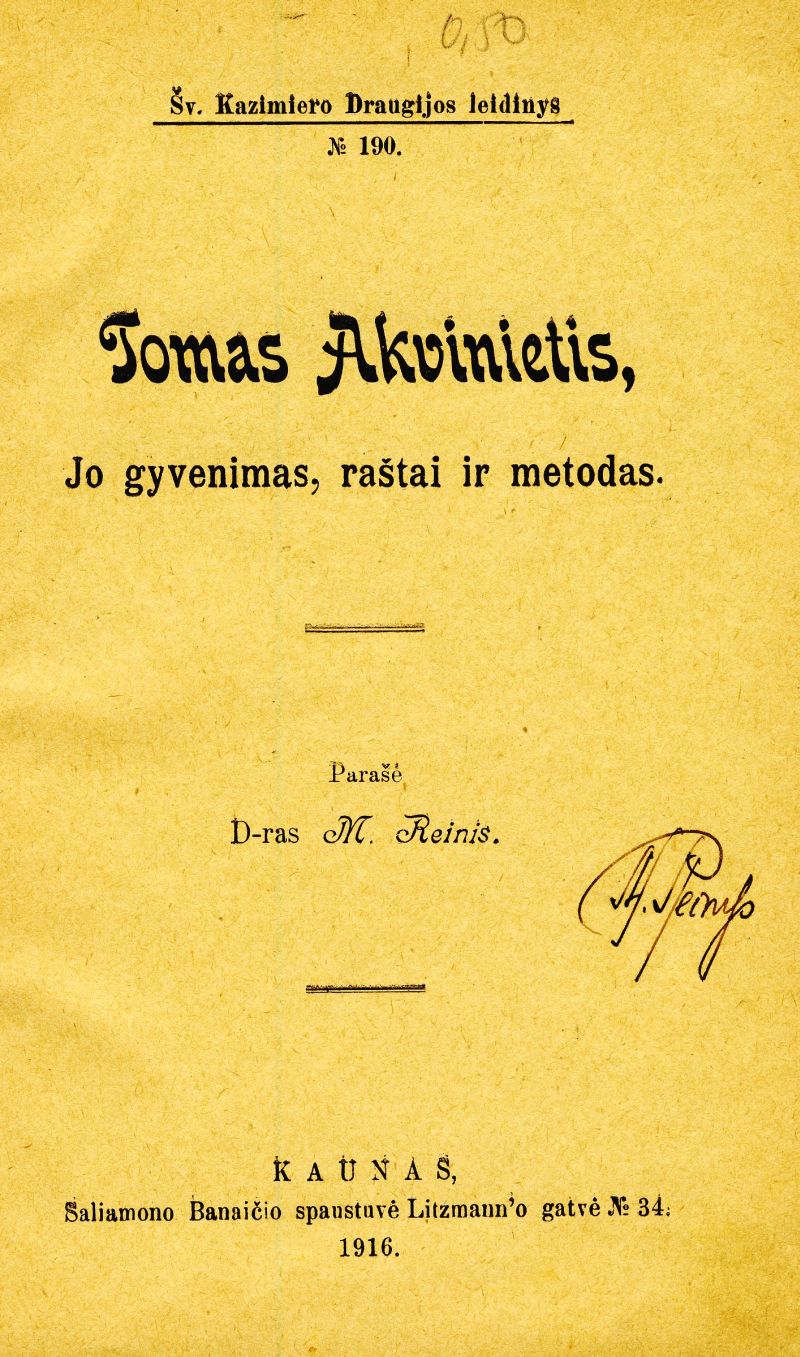 0,50
Šv. Kazimiero Draugijos leidinys
№ 190.
Tomas Akvinietis,
Jo gyvenimas, raštai ir metodas.
Parašė
D-ras M. Reinis.
KAUNAS,
Saliamono Banaičio spaustuvė Litzmann’o gatvė № 34.
1916.